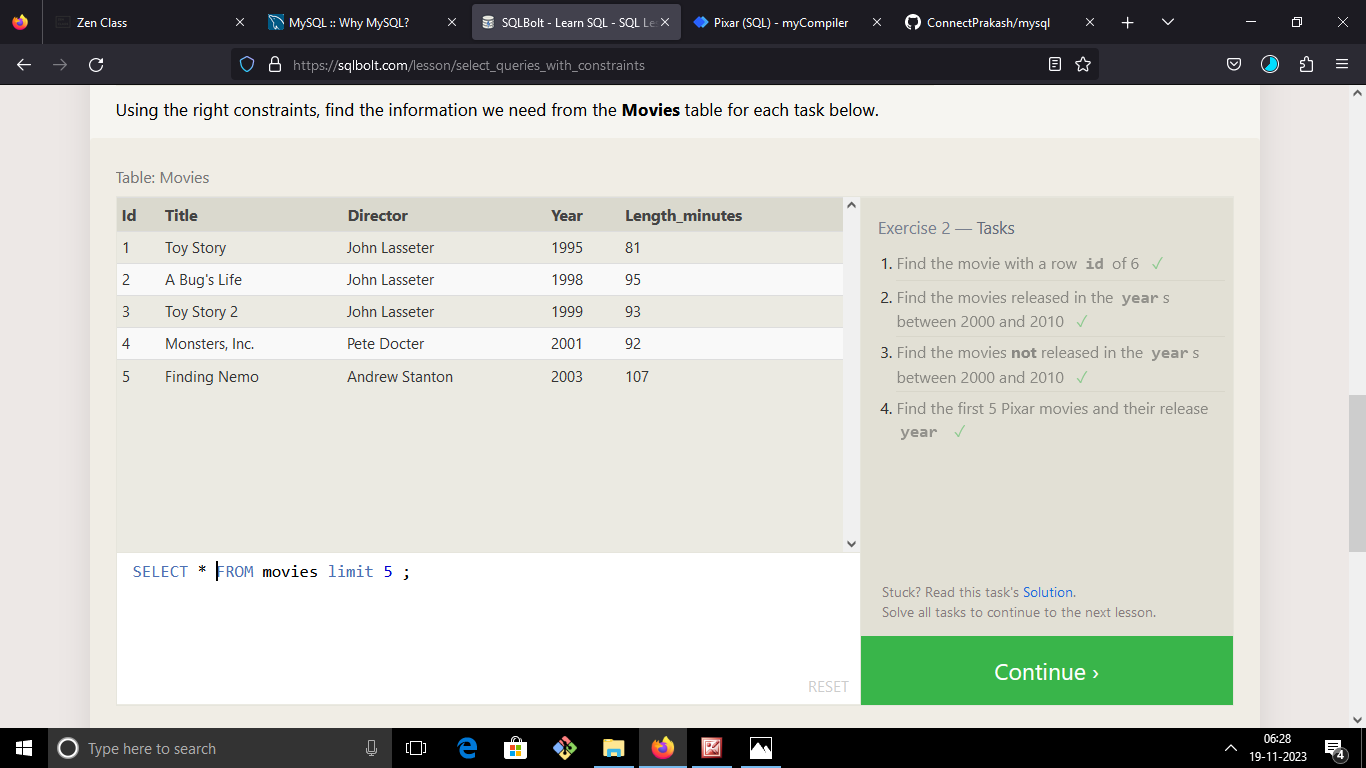 Zen Class
MySQL :: Why MySQL?
SQLBolt - Learn SQL - SQL Le
Pixar (SQL) - myCompiler
ConnectPrakash/mysql
https://sqlbolt.com/lesson/select_queries_with_constraints
Using the right constraints, find the information we need from the Movies table for each task below.
Table: Movies
Id Title Director Year Length_minutes
1 Toy Story John Lasseter 1995 81
2 A Bug's Life John Lasseter 1998 95
3 Toy Story 2 John Lasseter 1999 93
4 Monsters, Inc. Pete Docter 2001 92
5 Finding Nemo Andrew Stanton 2003 107
SELECT * FROM movies limit 5 ;
RESET
Exercise 2 — Tasks
1. Find the movie with a row id of 6 ✓
2. Find the movies released in the year s
between 2000 and 2010 ✓
3. Find the movies not released in the year s
between 2000 and 2010 ✓
4. Find the first 5 Pixar movies and their release
year ✓
Stuck? Read this task's Solution.
Solve all tasks to continue to the next lesson.
Continue ›
Type here to search
06:28
19-11-2023
4